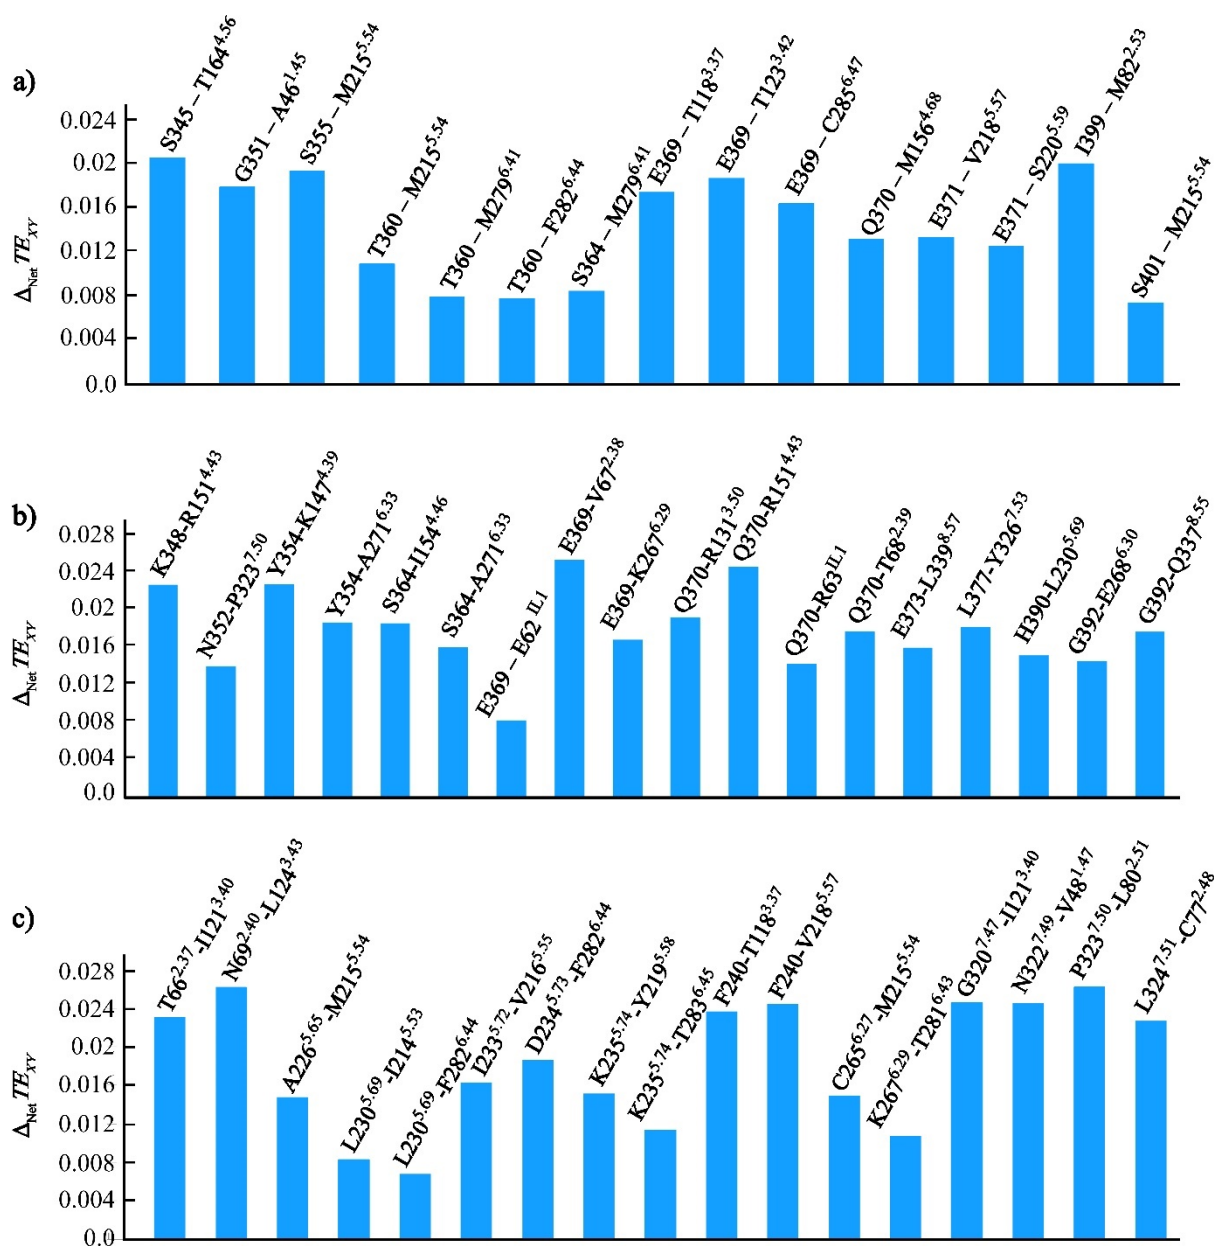 a)
Δ_Net TE_XY
0.024
0.02
0.016
0.012
0.008
0.004
0.0
S345 – T164^4.56
G351 – A46^1.45
S355 – M215^5.54
T360 – M215^5.54
T360 – M279^6.41
T360 – F282^6.44
S364 – M279^6.41
E369 – T118^3.37
E369 – T123^3.42
E369 – C285^6.47
Q370 – M156^4.68
E371 – V218^5.57
E371 – S220^5.59
I399 – M82^2.53
S401 – M215^5.54
b)
Δ_Net TE_XY
0.028
0.024
0.02
0.016
0.012
0.008
0.004
0.0
K348-R151^4.43
N352-P323^7.50
Y354-K147^4.39
Y354-A271^6.33
S364-I154^4.46
S364-A271^6.33
E369 – E62^IL1
E369-V67^2.38
E369-K267^6.29
Q370-R131^3.50
Q370-R151^4.43
Q370-R63^IL1
Q370-T68^2.39
E373-L339^8.57
L377-Y326^7.53
H390-L230^5.69
G392-E268^6.30
G392-Q337^8.55
c)
Δ_Net TE_XY
0.028
0.024
0.02
0.016
0.012
0.008
0.004
0.0
T66^2.37-I121^3.40
N69^2.40-L124^3.43
A226^5.65-M215^5.54
L230^5.69-I214^5.53
L230^5.69-F282^6.44
I233^5.72-V216^5.55
D234^5.73-F282^6.44
K235^5.74-Y219^5.58
K235^5.74-T283^6.45
F240-T118^3.37
F240-V218^5.57
C265^6.27-M215^5.54
K267^6.29-T281^6.43
G320^7.47-I121^3.40
N322^7.49-V48^1.47
P323^7.50-L80^2.51
L324^7.51-C77^2.48